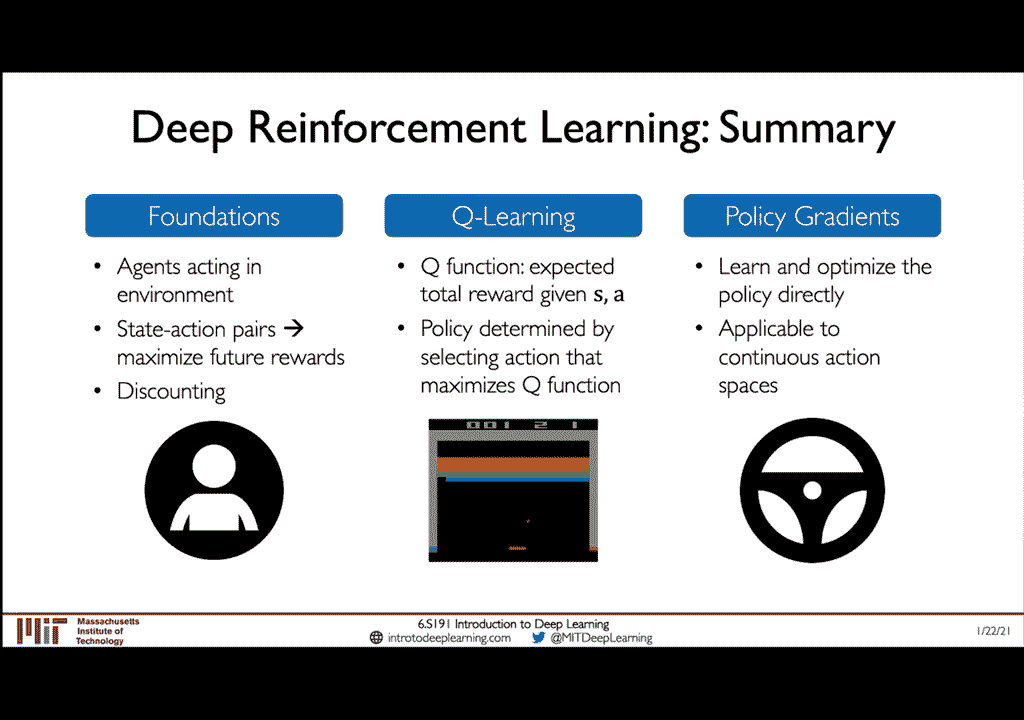 Deep Reinforcement Learning: Summary
Foundations
• Agents acting in
environment
• State-action pairs →
maximize future rewards
• Discounting
Q-Learning
• Q function: expected
total reward given s, a
• Policy determined by
selecting action that
maximizes Q function
001 2 1
Policy Gradients
• Learn and optimize the
policy directly
• Applicable to
continuous action
spaces
Massachusetts
Institute of
Technology
6.S191 Introduction to Deep Learning
introtodeeplearning.com @MITDeepLearning
1/22/21